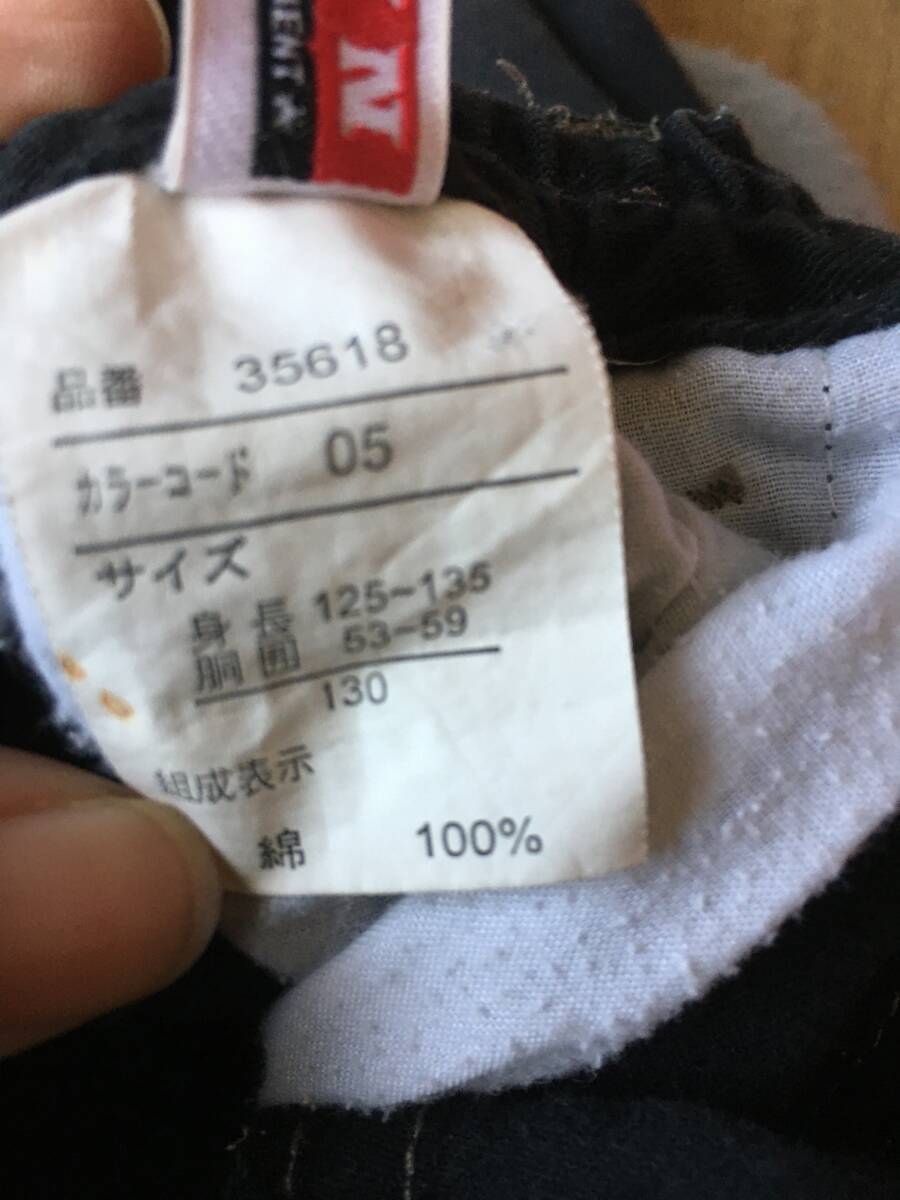 N
IENT
品番 35618
カラーコード 05
サイズ
身長 125~135
胴囲 53~59
130
組成表示
綿 100%